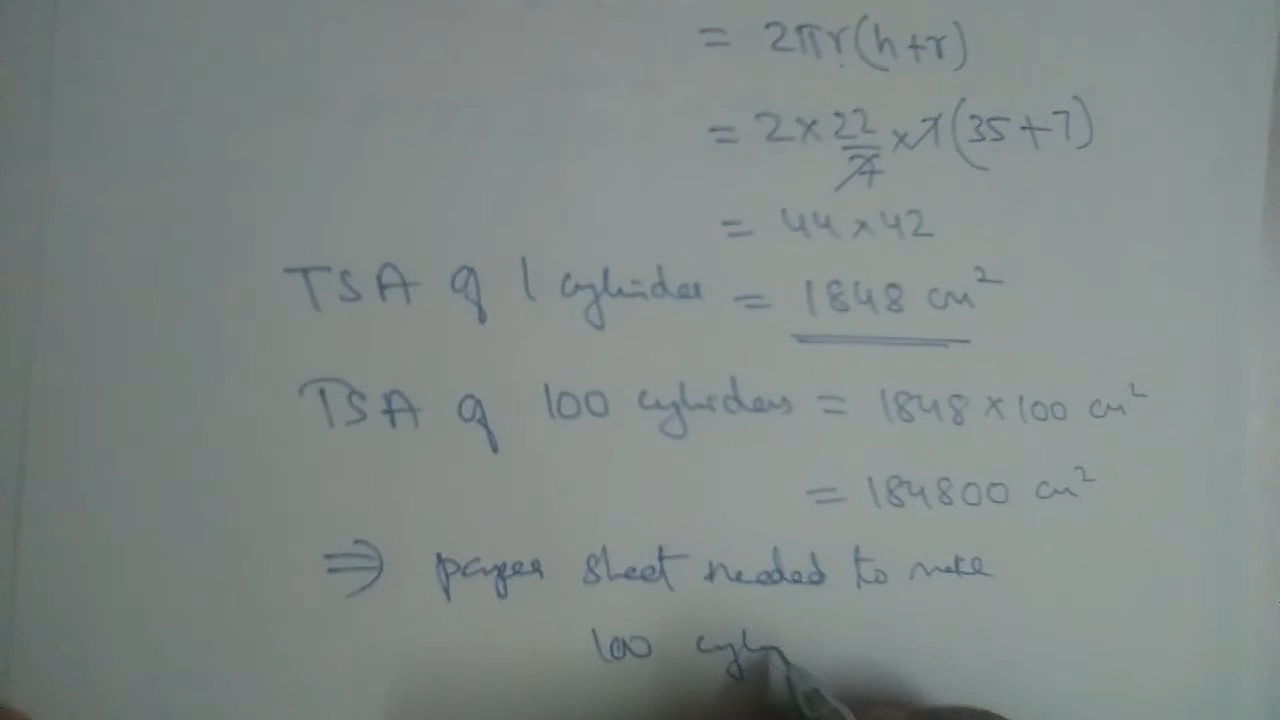 = 2πr(h+r)
= 2 × 22/7 × 7 (35+7)
= 44 × 42
TSA of 1 cylinder = 1848 cm²
TSA of 100 cylinders = 1848 × 100 cm²
= 184800 cm²
⇒ paper sheet needed to make
100 cyly